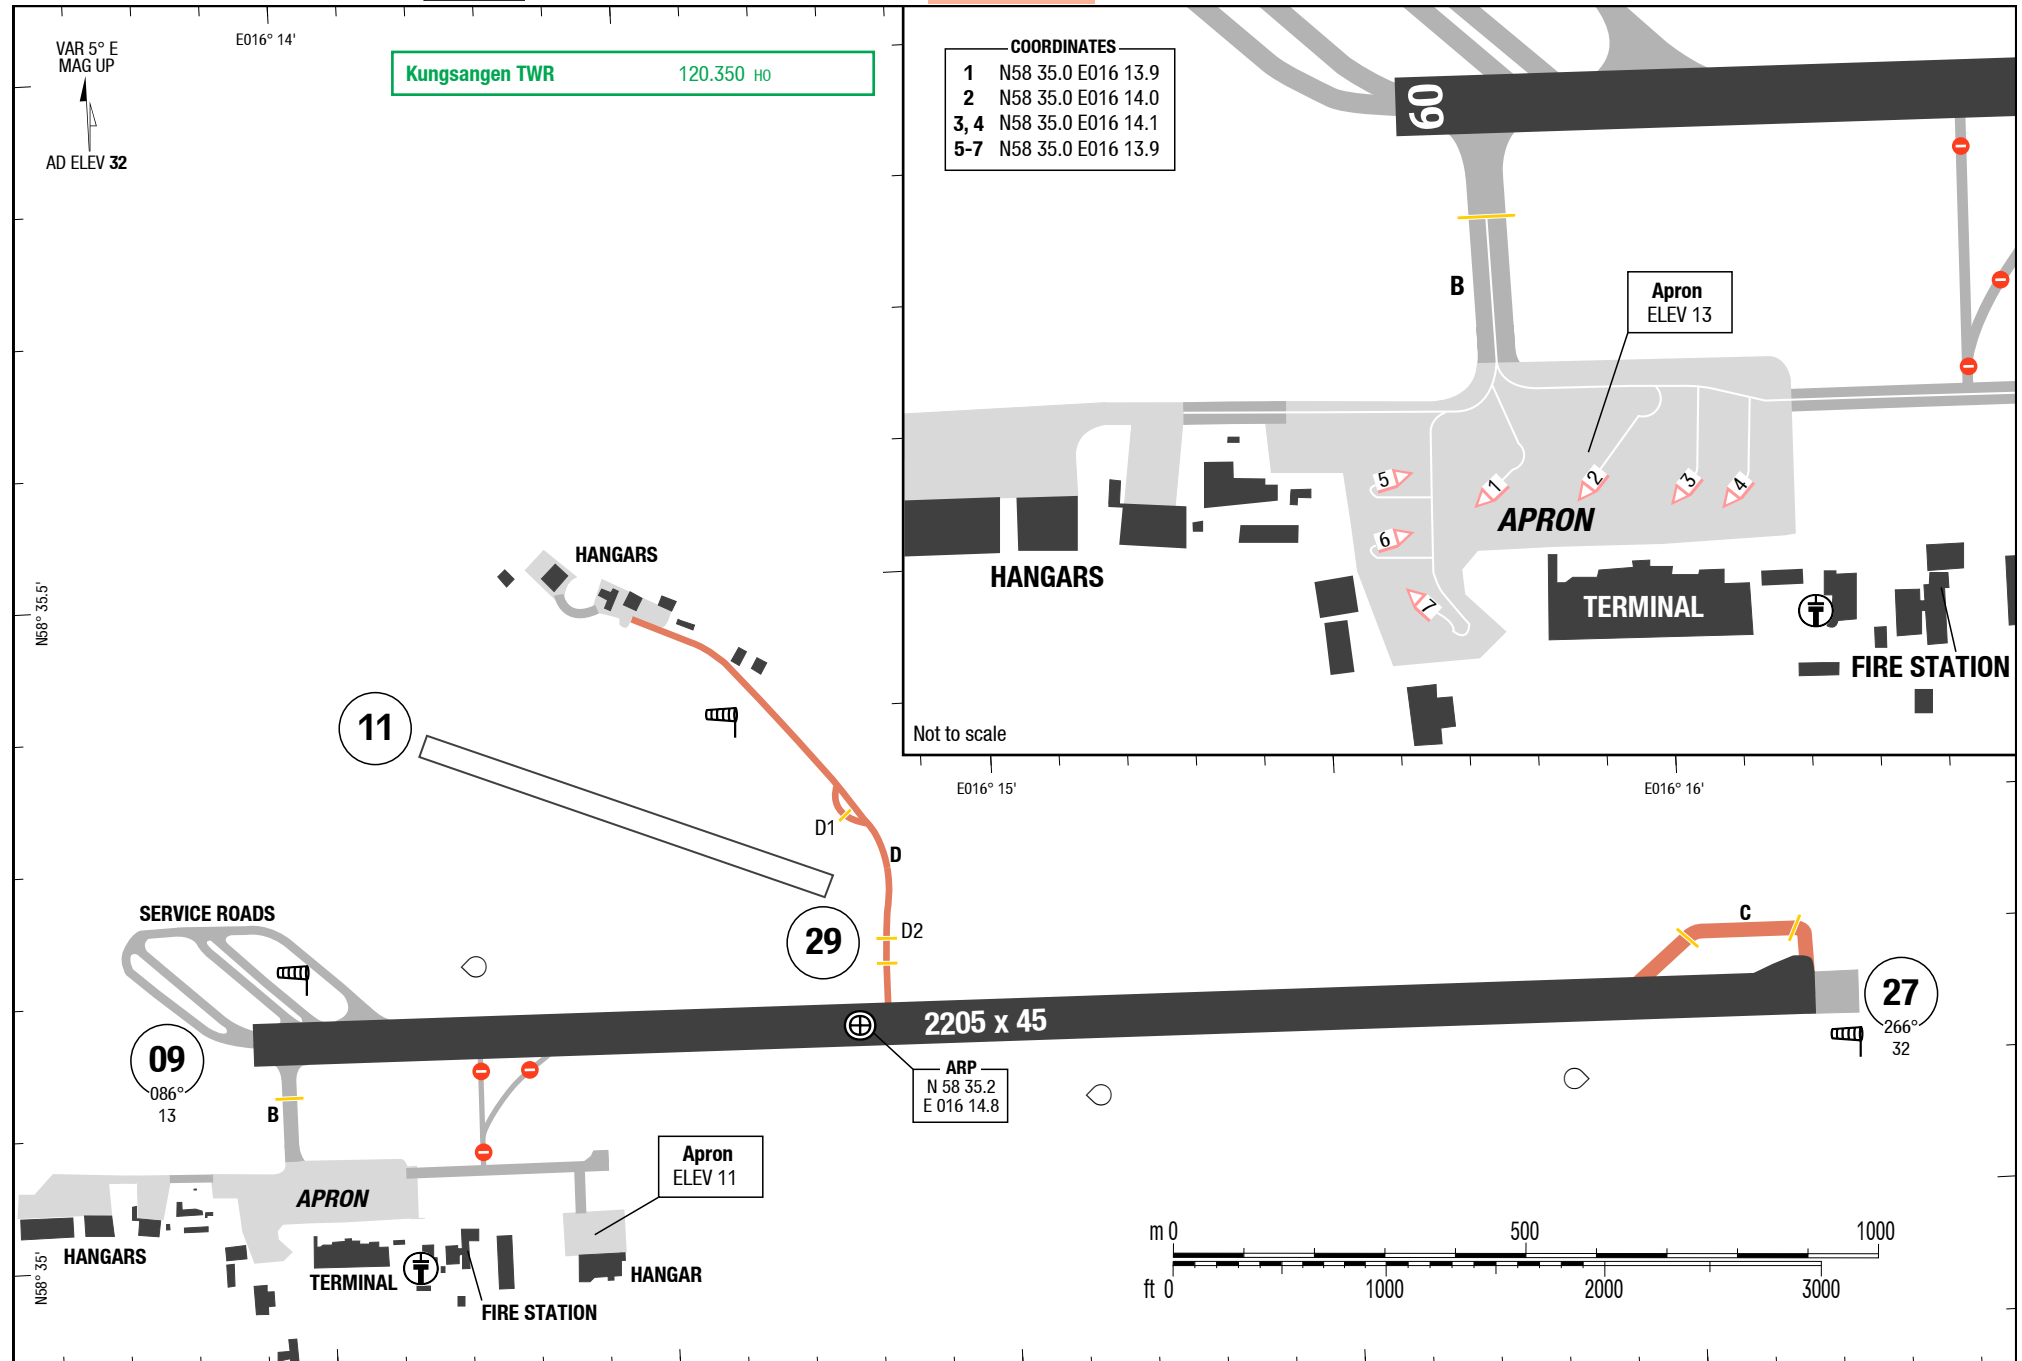 VAR 5° E
MAG UP
AD ELEV 32
E016° 14'
Kungsangen TWR 120.350 HO
COORDINATES
1 N58 35.0 E016 13.9
2 N58 35.0 E016 14.0
3, 4 N58 35.0 E016 14.1
5-7 N58 35.0 E016 13.9
09
B
Apron
ELEV 13
5
1
2
3
4
6
7
APRON
HANGARS
TERMINAL
FIRE STATION
Not to scale
HANGARS
N58° 35.5'
11
E016° 15'
E016° 16'
D1
D
D2
29
SERVICE ROADS
C
27
266°
32
2205 x 45
09
086°
13
ARP
N 58 35.2
E 016 14.8
B
Apron
ELEV 11
APRON
HANGARS
TERMINAL
HANGAR
FIRE STATION
N58° 35'
m 0 500 1000
ft 0 1000 2000 3000